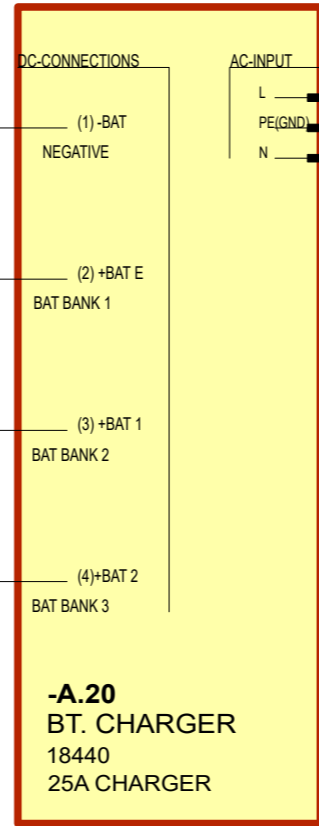 DC-CONNECTIONS
AC-INPUT
L
(1) -BAT
PE(GND)
NEGATIVE
N
(2) +BAT E
BAT BANK 1
(3) +BAT 1
BAT BANK 2
(4)+BAT 2
BAT BANK 3
-A.20
BT. CHARGER
18440
25A CHARGER